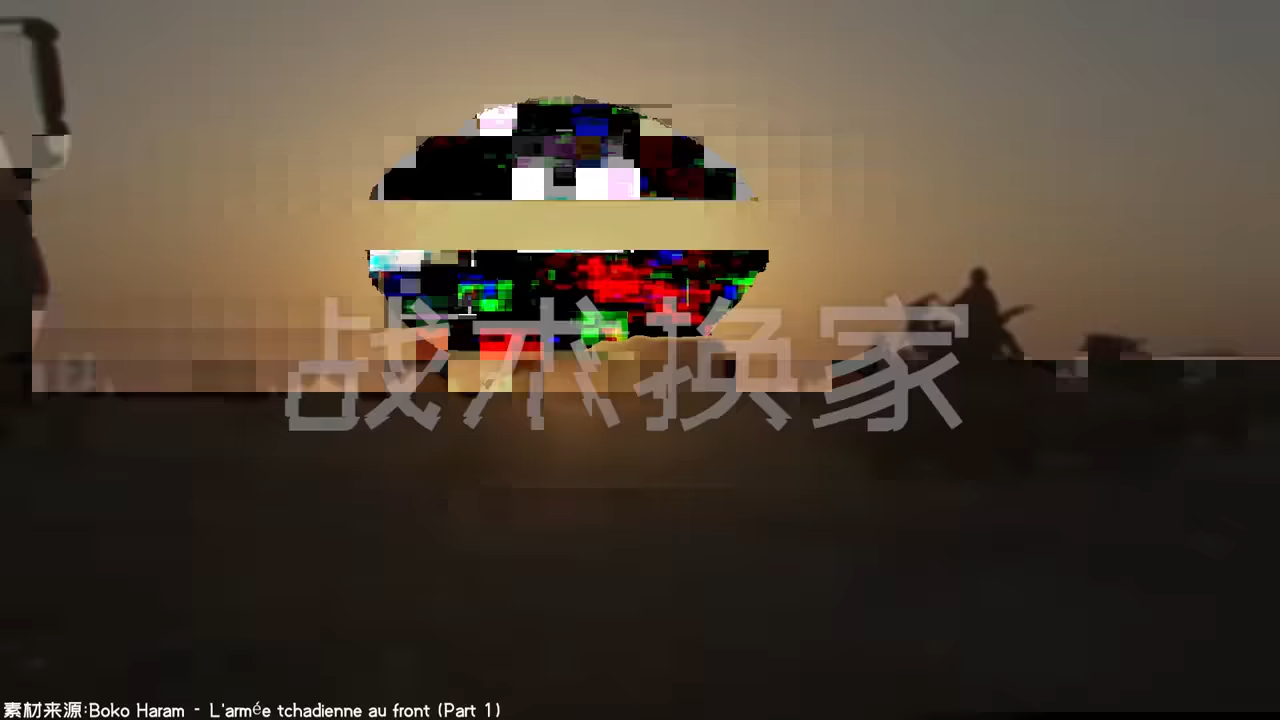 战术换家
素材来源:Boko Haram - L'armée tchadienne au front (Part 1)